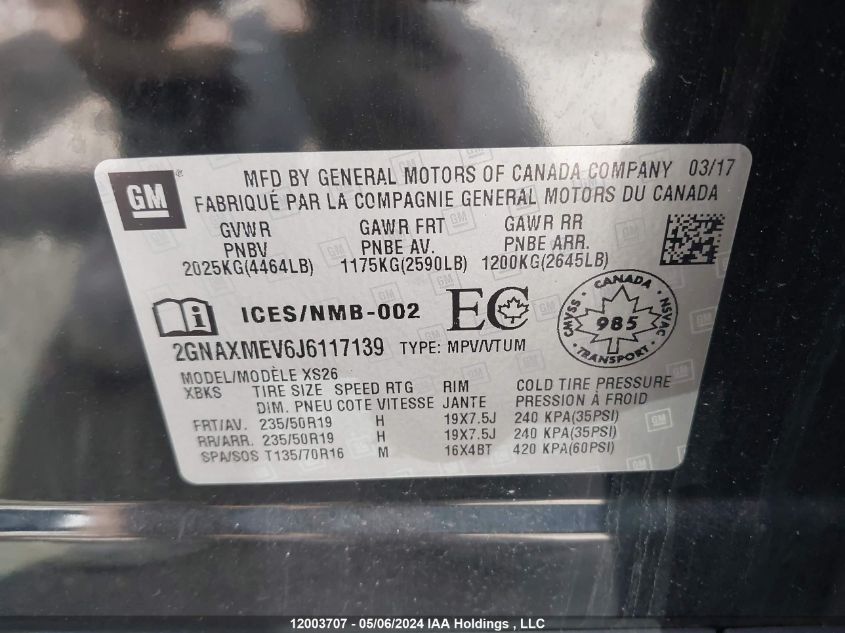 GM
MFD BY GENERAL MOTORS OF CANADA COMPANY 03/17
FABRIQUÉ PAR LA COMPAGNIE GENERAL MOTORS DU CANADA
GVWR GAWR FRT GAWR RR
PNBV PNBE AV. PNBE ARR.
2025KG(4464LB) 1175KG(2590LB) 1200KG(2645LB)
i ICES/NMB-002 EC
CANADA
CMVSS 985 NSVAC
TRANSPORT
2GNAXMEV6J6117139 TYPE: MPV/VTUM
MODEL/MODÈLE XS26
XBKS TIRE SIZE SPEED RTG RIM COLD TIRE PRESSURE
DIM. PNEU COTE VITESSE JANTE PRESSION À FROID
FRT/AV. 235/50R19 H 19X7.5J 240 KPA(35PSI)
RR/ARR. 235/50R19 H 19X7.5J 240 KPA(35PSI)
SPA/SOS T135/70R16 M 16X4BT 420 KPA(60PSI)
12003707 - 05/06/2024 IAA Holdings , LLC